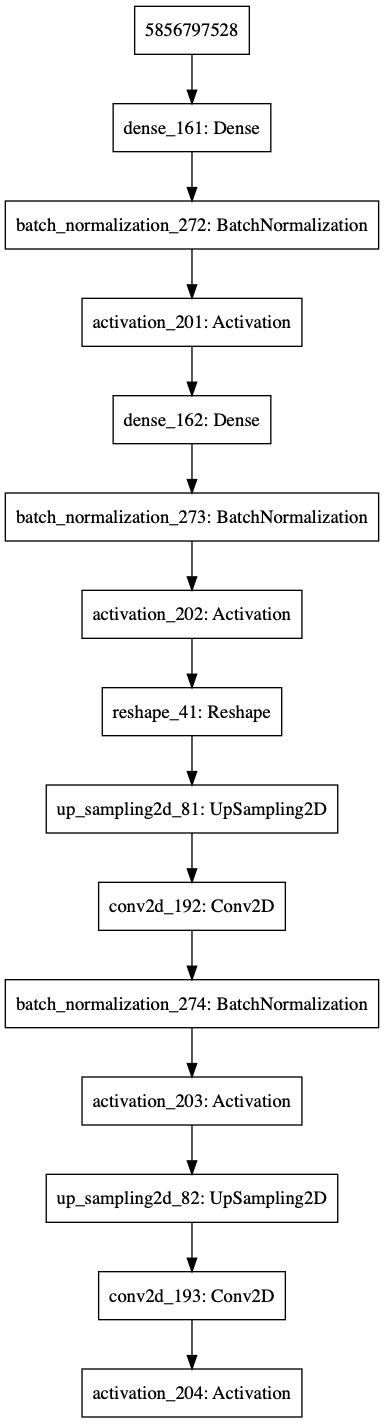 5856797528
dense_161: Dense
batch_normalization_272: BatchNormalization
activation_201: Activation
dense_162: Dense
batch_normalization_273: BatchNormalization
activation_202: Activation
reshape_41: Reshape
up_sampling2d_81: UpSampling2D
conv2d_192: Conv2D
batch_normalization_274: BatchNormalization
activation_203: Activation
up_sampling2d_82: UpSampling2D
conv2d_193: Conv2D
activation_204: Activation